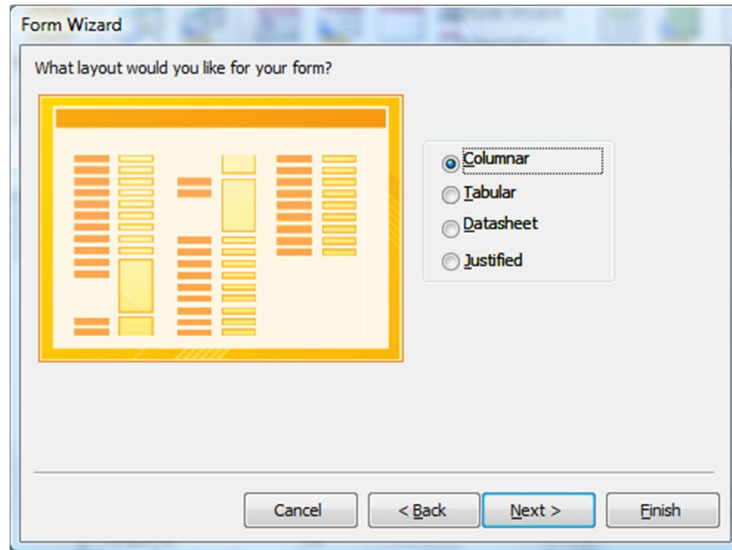 Form Wizard
What layout would you like for your form?
Columnar
Tabular
Datasheet
Justified
Cancel
< Back
Next >
Finish